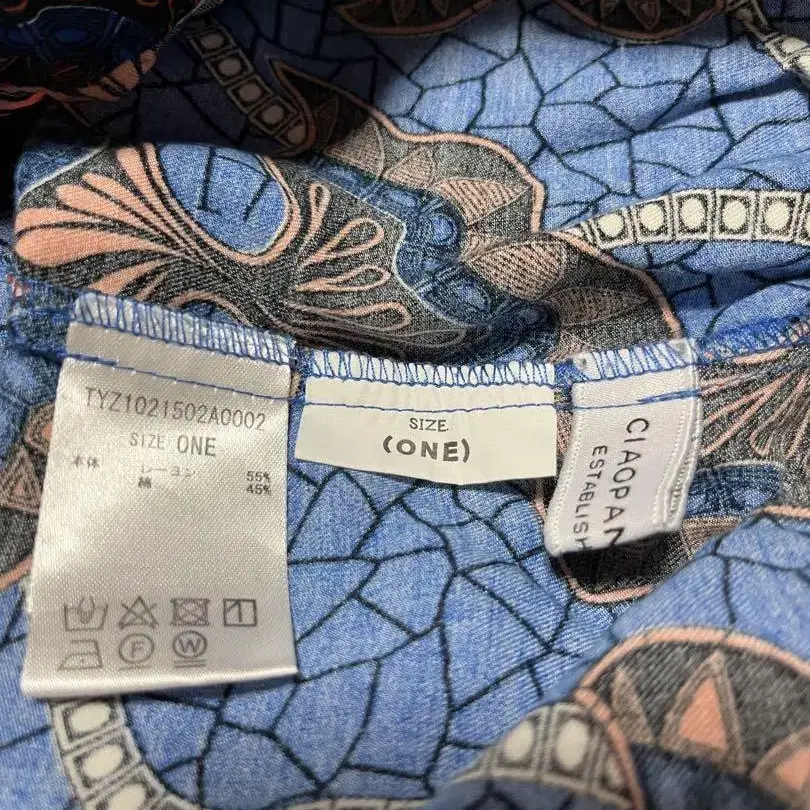 TYZ1021502A0002
SIZE ONE
本体 レーヨン 55%
綿 45%
SIZE
(ONE)
CIAOPAN
ESTABLISH
W